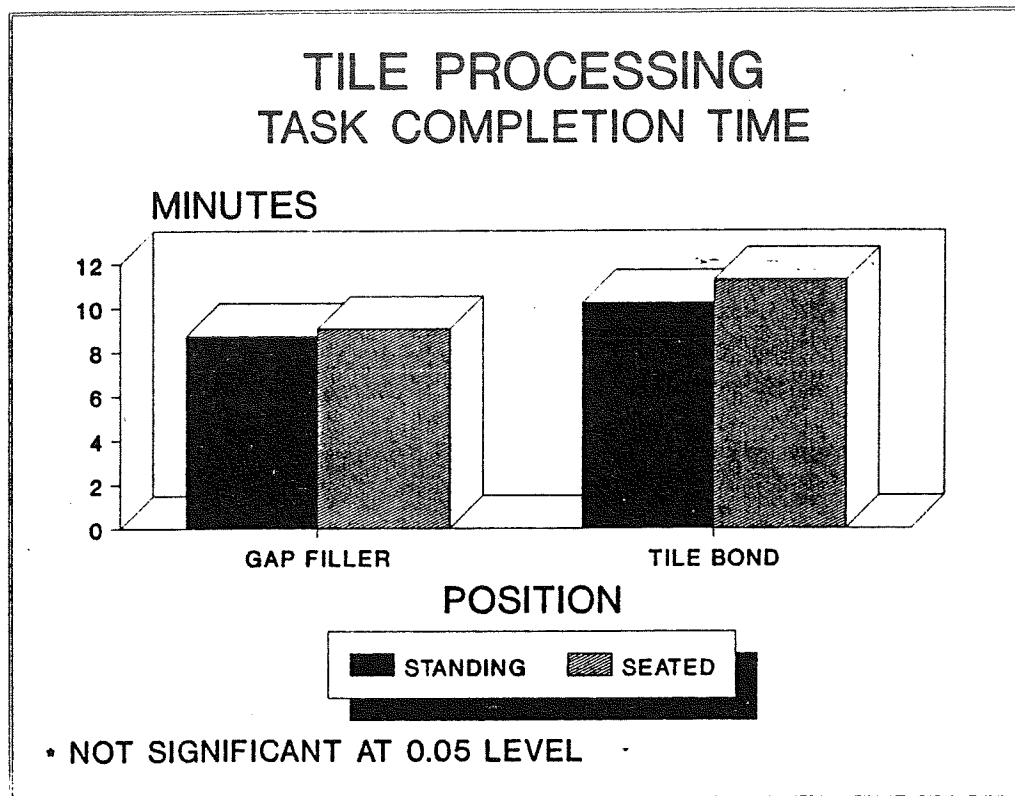 TILE PROCESSING
TASK COMPLETION TIME
MINUTES
12
10
8
6
4
2
0
GAP FILLER
TILE BOND
POSITION
STANDING
SEATED
* NOT SIGNIFICANT AT 0.05 LEVEL